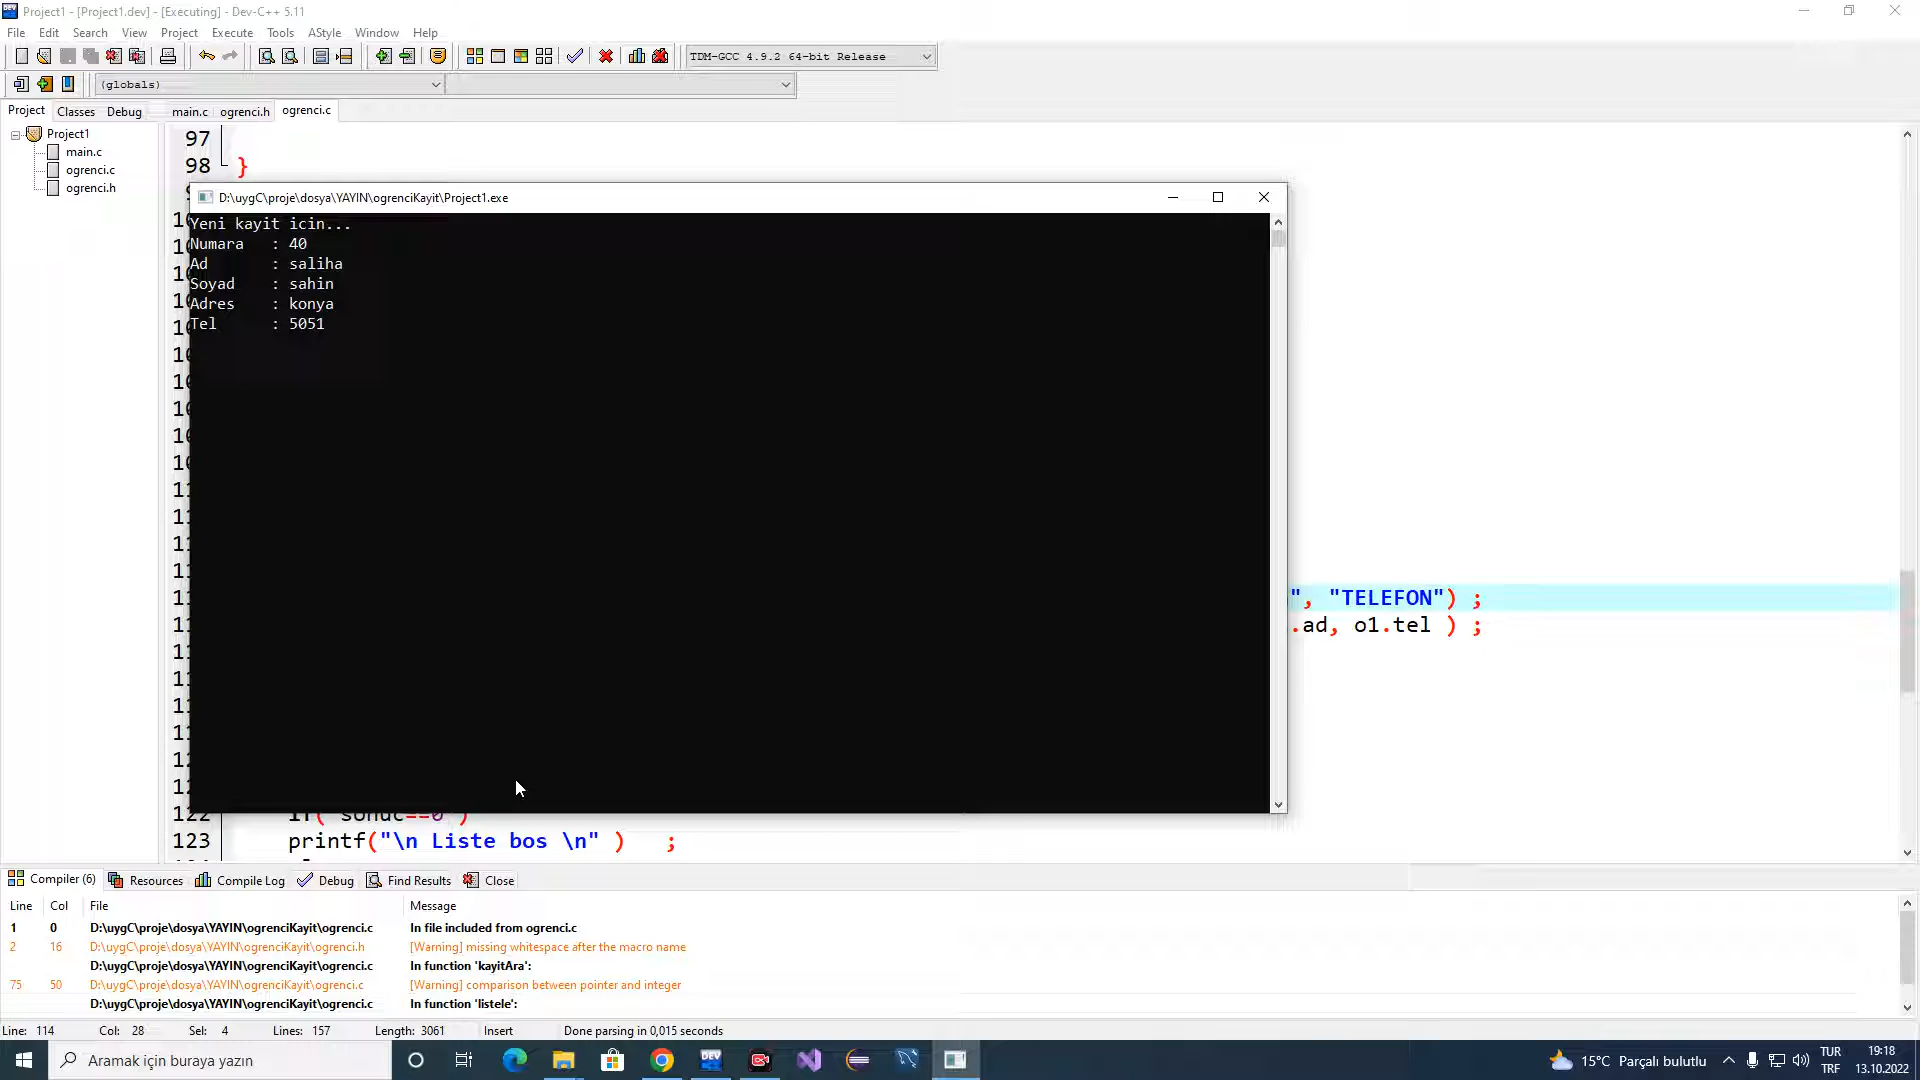 Project1 - [Project1.dev] - [Executing] - Dev-C++ 5.11
File Edit Search View Project Execute Tools AStyle Window Help
TDM-GCC 4.9.2 64-bit Release
(globals)
Project Classes Debug main.c ogrenci.h ogrenci.c
Project1
main.c
ogrenci.c
ogrenci.h
97
98 }
D:\uygC\proje\dosya\YAYIN\ogrenciKayit\Project1.exe
Yeni kayit icin...
Numara : 40
Ad : saliha
Soyad : sahin
Adres : konya
Tel : 5051
", "TELEFON") ;
.ad, o1.tel ) ;
122 if( sonuc==0 )
123 printf("\n Liste bos \n" ) ;
Compiler (6) Resources Compile Log Debug Find Results Close
Line Col File Message
1 0 D:\uygC\proje\dosya\YAYIN\ogrenciKayit\ogrenci.c In file included from ogrenci.c
2 16 D:\uygC\proje\dosya\YAYIN\ogrenciKayit\ogrenci.h [Warning] missing whitespace after the macro name
D:\uygC\proje\dosya\YAYIN\ogrenciKayit\ogrenci.c In function 'kayitAra':
75 50 D:\uygC\proje\dosya\YAYIN\ogrenciKayit\ogrenci.c [Warning] comparison between pointer and integer
D:\uygC\proje\dosya\YAYIN\ogrenciKayit\ogrenci.c In function 'listele':
Line: 114 Col: 28 Sel: 4 Lines: 157 Length: 3061 Insert Done parsing in 0,015 seconds
Aramak için buraya yazın
15°C Parçalı bulutlu
TUR
TRF
19:18
13.10.2022